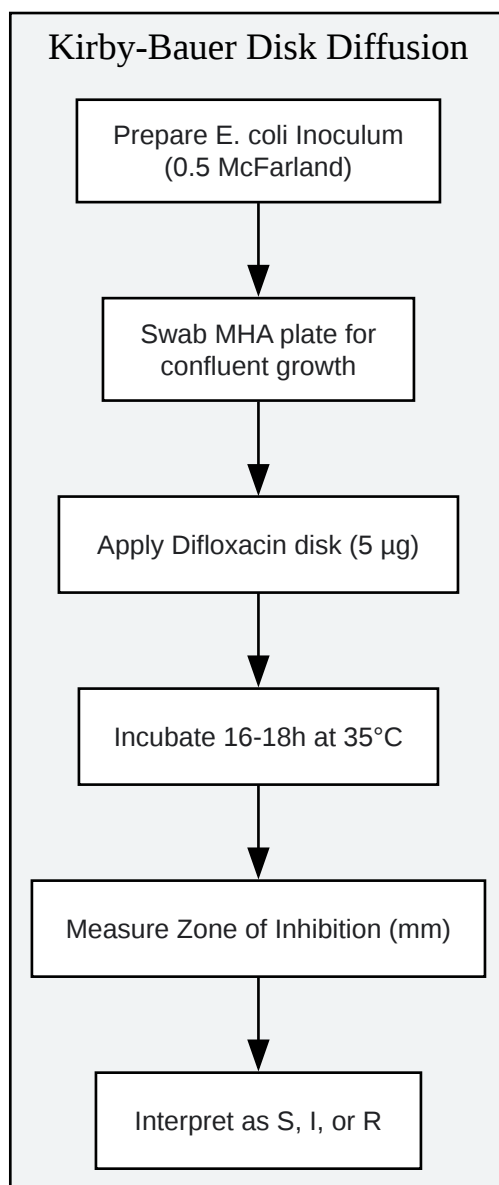 Kirby-Bauer Disk Diffusion
Prepare E. coli Inoculum
(0.5 McFarland)
Swab MHA plate for
confluent growth
Apply Difloxacin disk (5 µg)
Incubate 16-18h at 35°C
Measure Zone of Inhibition (mm)
Interpret as S, I, or R